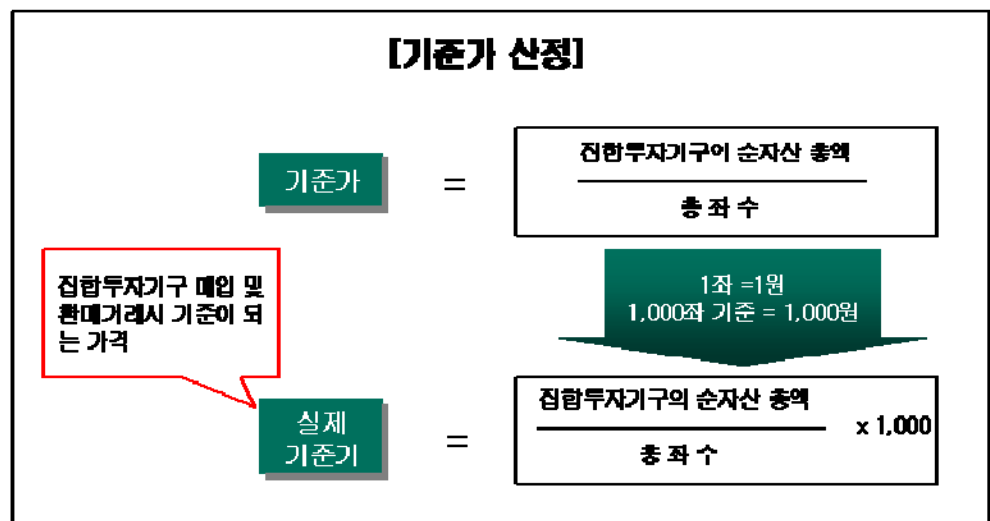 [기준가 산정]
기준가
=
집합투자기구의 순자산 총액
총 좌 수
집합투자기구 매입 및
환매거래시 기준이 되
는 가격
1좌 =1원
1,000좌 기준 = 1,000원
실제
기준기
=
집합투자기구의 순자산 총액
총 좌 수
x 1,000